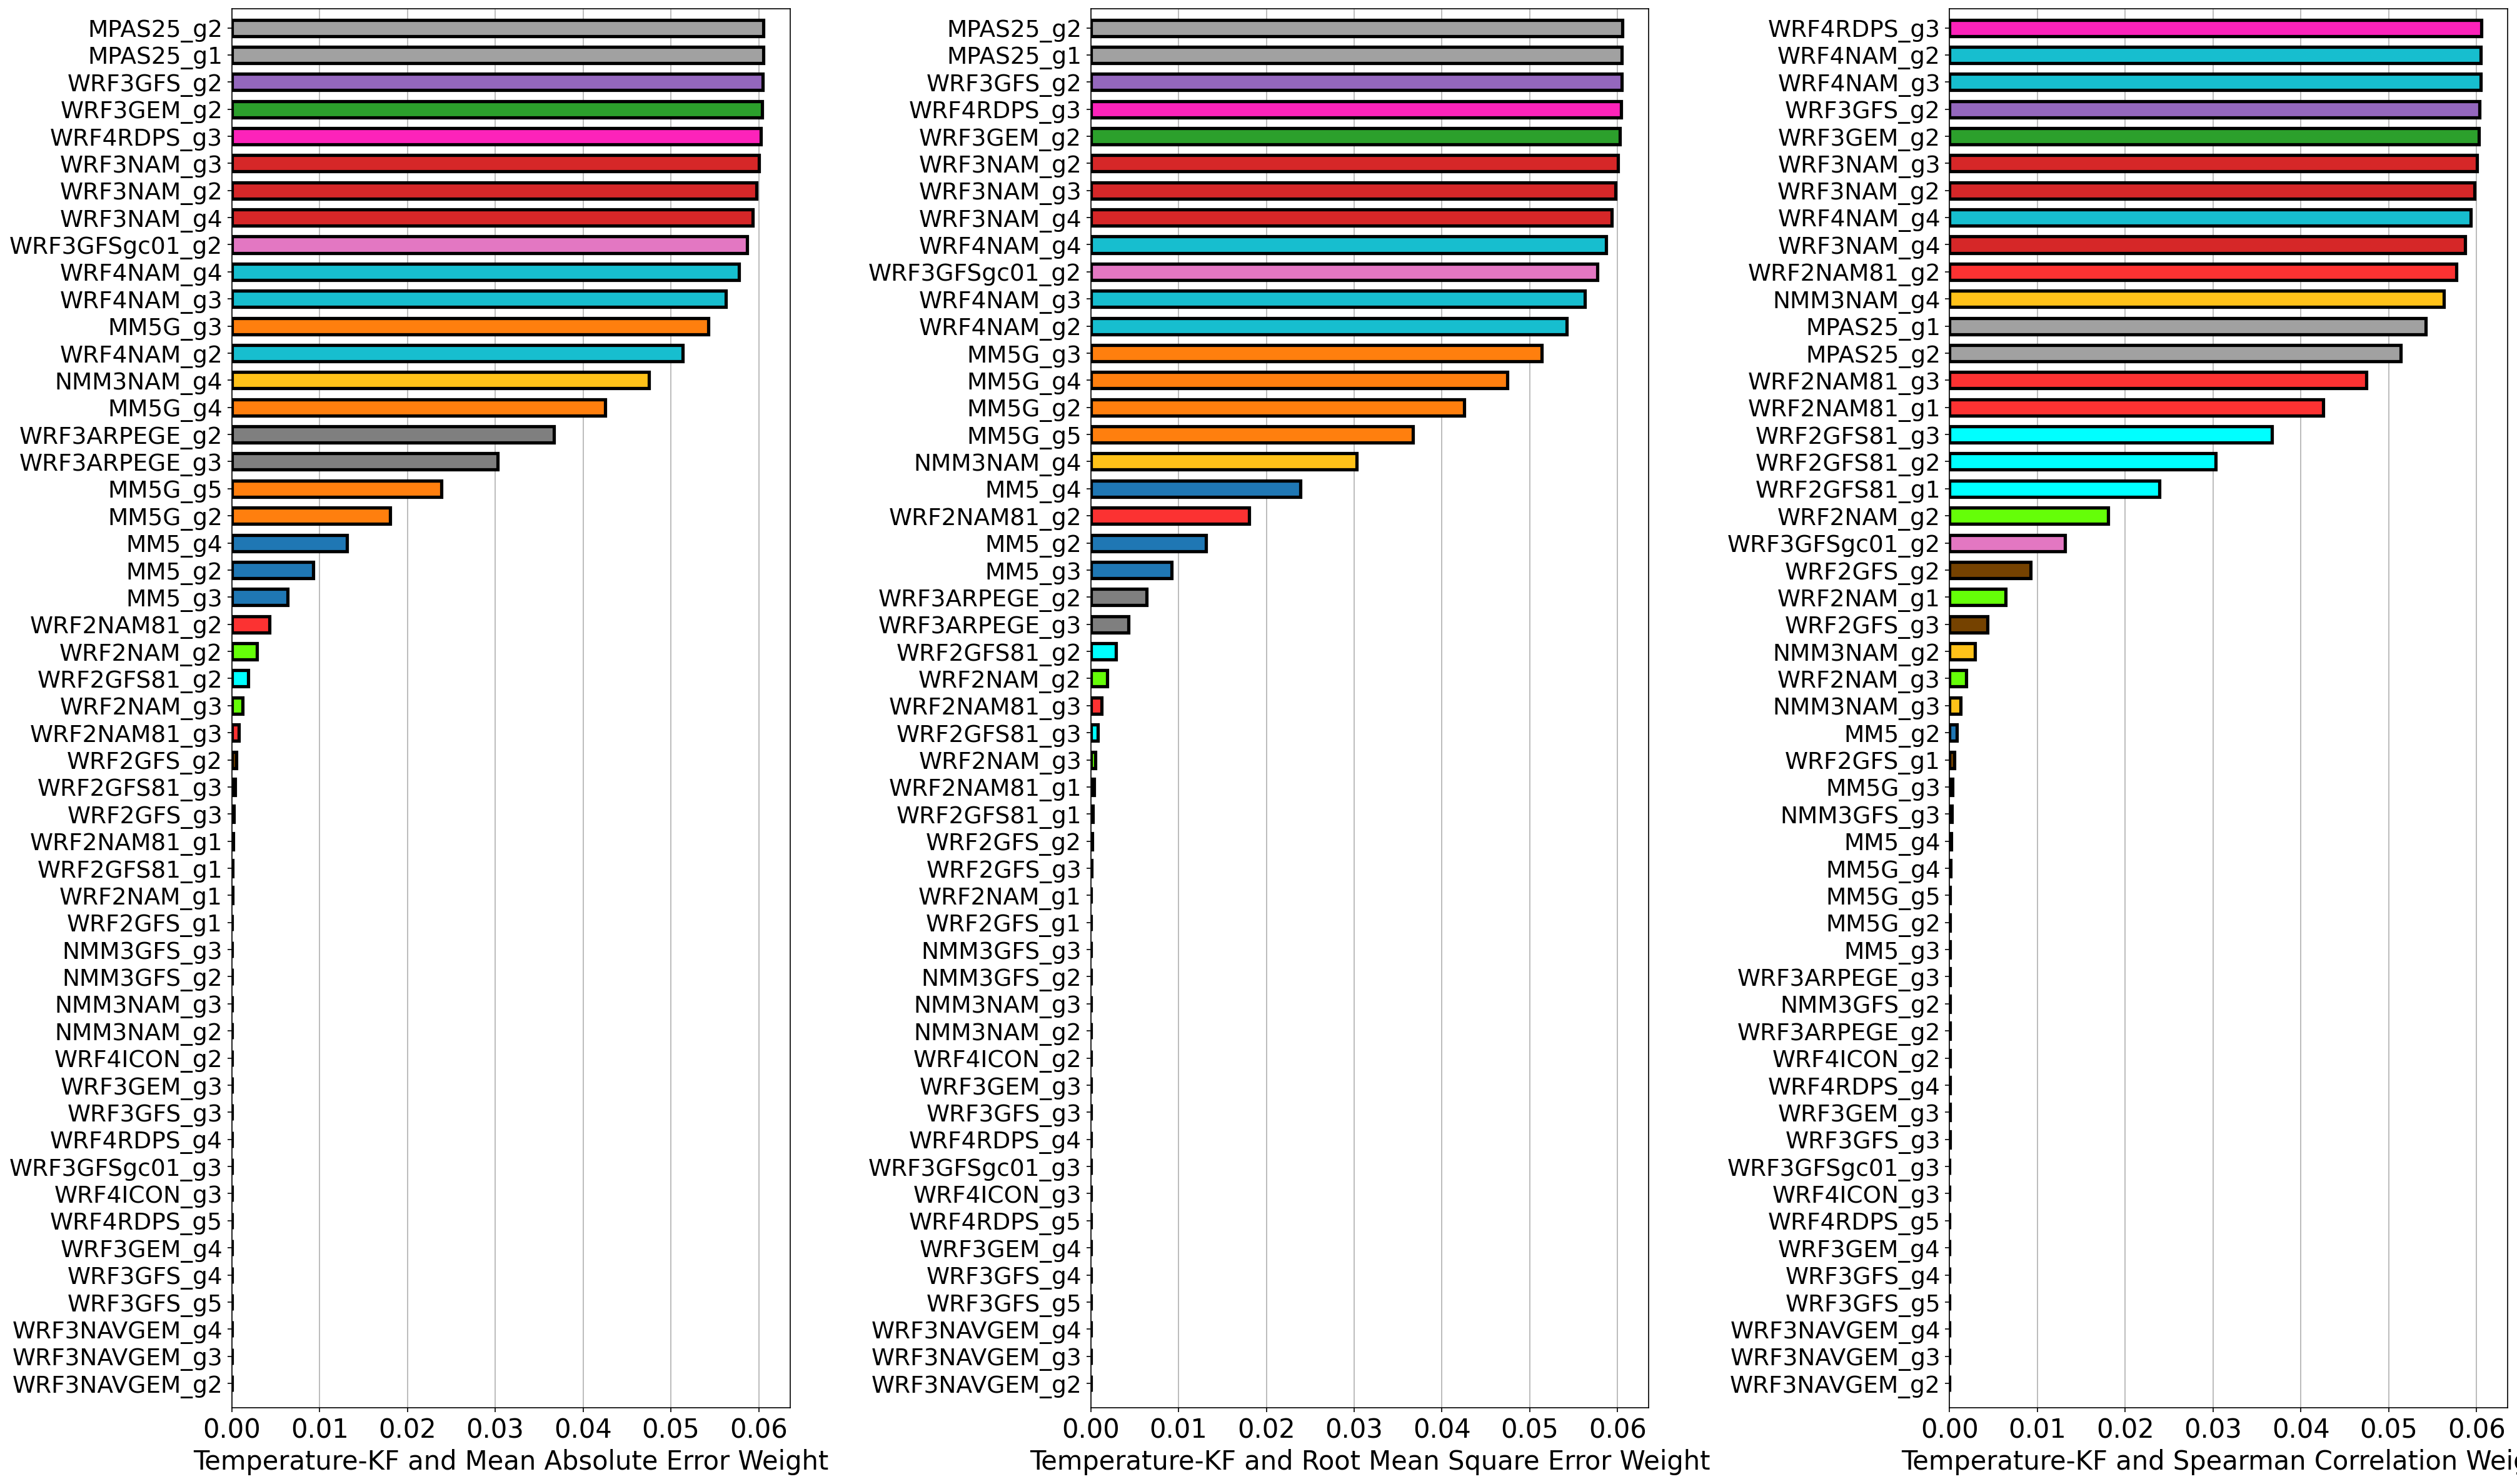 MPAS25_g2
MPAS25_g1
WRF3GFS_g2
WRF3GEM_g2
WRF4RDPS_g3
WRF3NAM_g3
WRF3NAM_g2
WRF3NAM_g4
WRF3GFSgc01_g2
WRF4NAM_g4
WRF4NAM_g3
MM5G_g3
WRF4NAM_g2
NMM3NAM_g4
MM5G_g4
WRF3ARPEGE_g2
WRF3ARPEGE_g3
MM5G_g5
MM5G_g2
MM5_g4
MM5_g2
MM5_g3
WRF2NAM81_g2
WRF2NAM_g2
WRF2GFS81_g2
WRF2NAM_g3
WRF2NAM81_g3
WRF2GFS_g2
WRF2GFS81_g3
WRF2GFS_g3
WRF2NAM81_g1
WRF2GFS81_g1
WRF2NAM_g1
WRF2GFS_g1
NMM3GFS_g3
NMM3GFS_g2
NMM3NAM_g3
NMM3NAM_g2
WRF4ICON_g2
WRF3GEM_g3
WRF3GFS_g3
WRF4RDPS_g4
WRF3GFSgc01_g3
WRF4ICON_g3
WRF4RDPS_g5
WRF3GEM_g4
WRF3GFS_g4
WRF3GFS_g5
WRF3NAVGEM_g4
WRF3NAVGEM_g3
WRF3NAVGEM_g2
0.00 0.01 0.02 0.03 0.04 0.05 0.06
Temperature-KF and Mean Absolute Error Weight
MPAS25_g2
MPAS25_g1
WRF3GFS_g2
WRF4RDPS_g3
WRF3GEM_g2
WRF3NAM_g2
WRF3NAM_g3
WRF3NAM_g4
WRF4NAM_g4
WRF3GFSgc01_g2
WRF4NAM_g3
WRF4NAM_g2
MM5G_g3
MM5G_g4
MM5G_g2
MM5G_g5
NMM3NAM_g4
MM5_g4
WRF2NAM81_g2
MM5_g2
MM5_g3
WRF3ARPEGE_g2
WRF3ARPEGE_g3
WRF2GFS81_g2
WRF2NAM_g2
WRF2NAM81_g3
WRF2GFS81_g3
WRF2NAM_g3
WRF2NAM81_g1
WRF2GFS81_g1
WRF2GFS_g2
WRF2GFS_g3
WRF2NAM_g1
WRF2GFS_g1
NMM3GFS_g3
NMM3GFS_g2
NMM3NAM_g3
NMM3NAM_g2
WRF4ICON_g2
WRF3GEM_g3
WRF3GFS_g3
WRF4RDPS_g4
WRF3GFSgc01_g3
WRF4ICON_g3
WRF4RDPS_g5
WRF3GEM_g4
WRF3GFS_g4
WRF3GFS_g5
WRF3NAVGEM_g4
WRF3NAVGEM_g3
WRF3NAVGEM_g2
0.00 0.01 0.02 0.03 0.04 0.05 0.06
Temperature-KF and Root Mean Square Error Weight
WRF4RDPS_g3
WRF4NAM_g2
WRF4NAM_g3
WRF3GFS_g2
WRF3GEM_g2
WRF3NAM_g3
WRF3NAM_g2
WRF4NAM_g4
WRF3NAM_g4
WRF2NAM81_g2
NMM3NAM_g4
MPAS25_g1
MPAS25_g2
WRF2NAM81_g3
WRF2NAM81_g1
WRF2GFS81_g3
WRF2GFS81_g2
WRF2GFS81_g1
WRF2NAM_g2
WRF3GFSgc01_g2
WRF2GFS_g2
WRF2NAM_g1
WRF2GFS_g3
NMM3NAM_g2
WRF2NAM_g3
NMM3NAM_g3
MM5_g2
WRF2GFS_g1
MM5G_g3
NMM3GFS_g3
MM5_g4
MM5G_g4
MM5G_g5
MM5G_g2
MM5_g3
WRF3ARPEGE_g3
NMM3GFS_g2
WRF3ARPEGE_g2
WRF4ICON_g2
WRF4RDPS_g4
WRF3GEM_g3
WRF3GFS_g3
WRF3GFSgc01_g3
WRF4ICON_g3
WRF4RDPS_g5
WRF3GEM_g4
WRF3GFS_g4
WRF3GFS_g5
WRF3NAVGEM_g4
WRF3NAVGEM_g3
WRF3NAVGEM_g2
0.00 0.01 0.02 0.03 0.04 0.05 0.06
Temperature-KF and Spearman Correlation